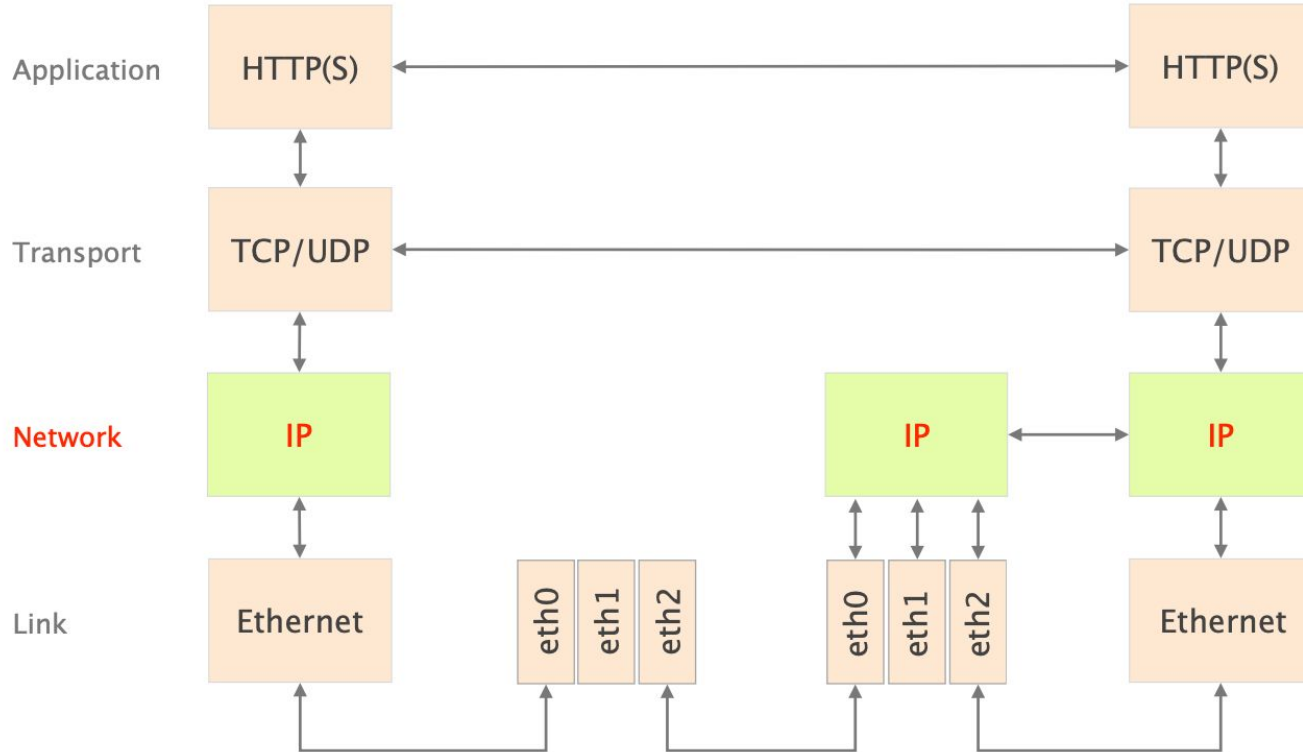 Application
HTTP(S)
HTTP(S)
Transport
TCP/UDP
TCP/UDP
Network
IP
IP
IP
Link
Ethernet
eth0
eth1
eth2
eth0
eth1
eth2
Ethernet